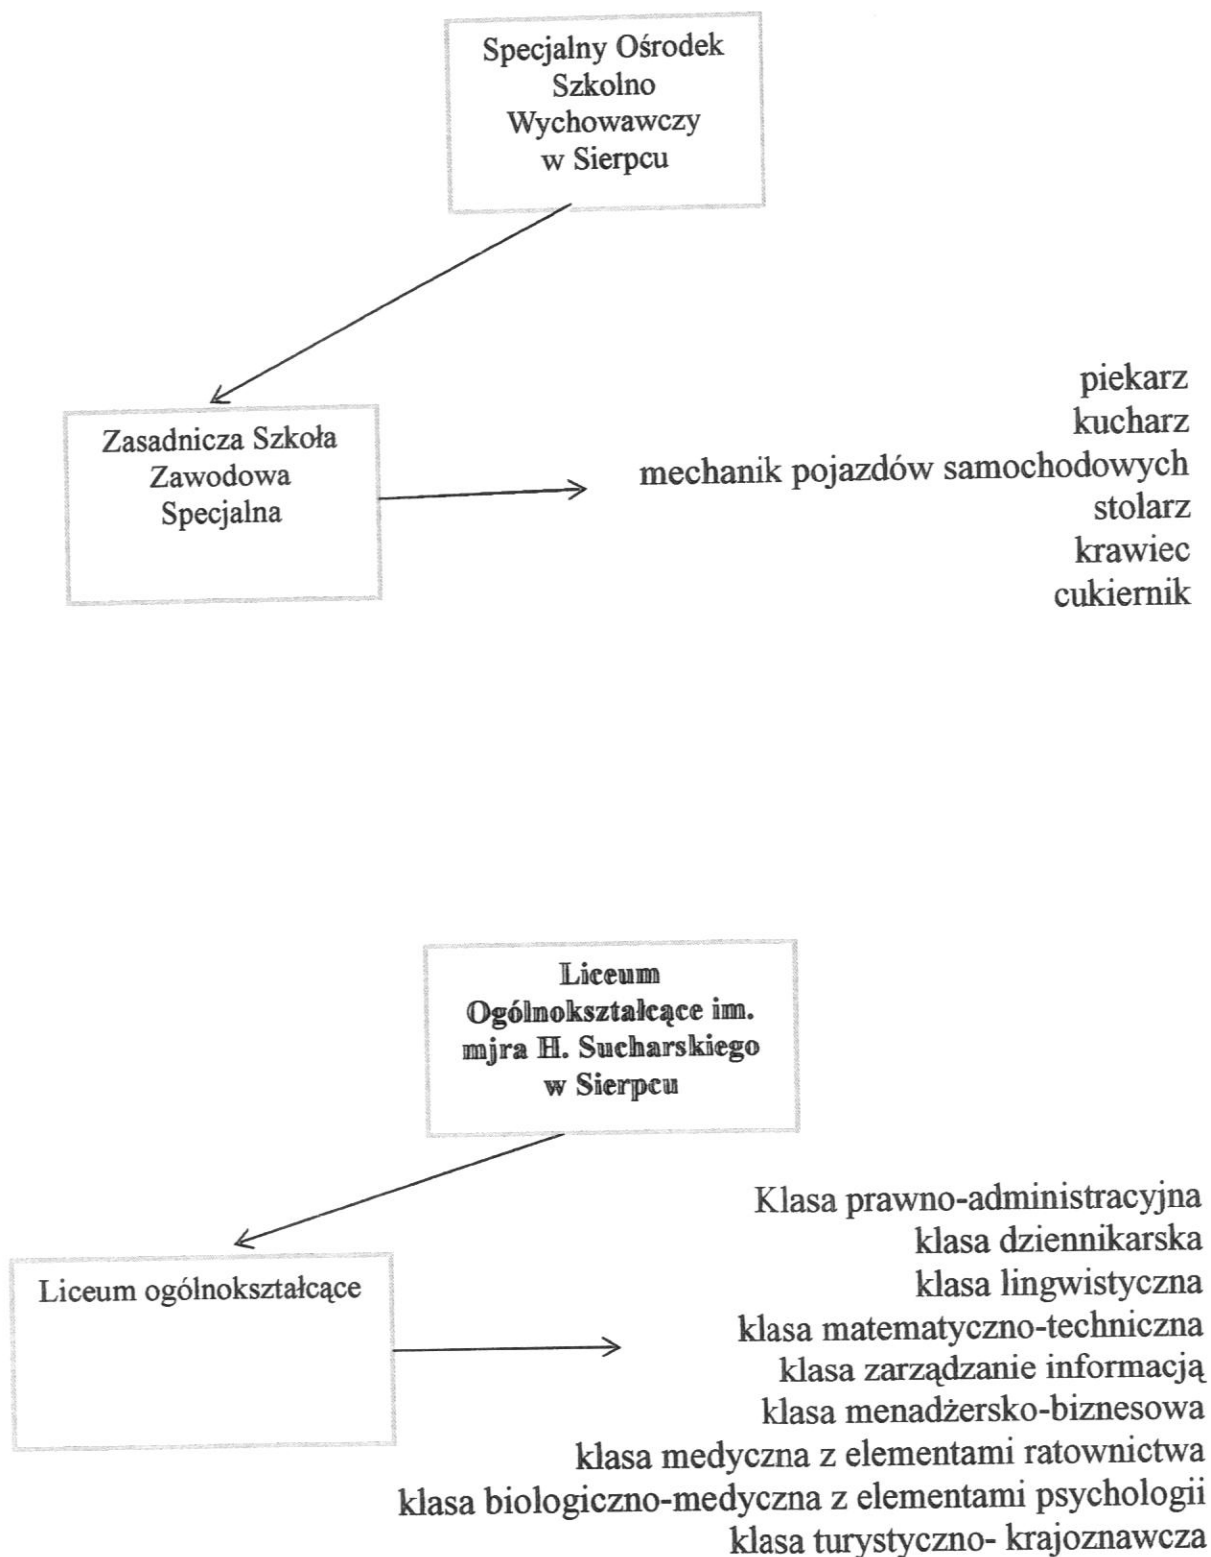 Specjalny Ośrodek
Szkolno
Wychowawczy
w Sierpcu
Zasadnicza Szkoła
Zawodowa
Specjalna
piekarz
kucharz
mechanik pojazdów samochodowych
stolarz
krawiec
cukiernik
Liceum
Ogólnokształcące im.
mjra H. Sucharskiego
w Sierpcu
Liceum ogólnokształcące
Klasa prawno-administracyjna
klasa dziennikarska
klasa lingwistyczna
klasa matematyczno-techniczna
klasa zarządzanie informacją
klasa menadżersko-biznesowa
klasa medyczna z elementami ratownictwa
klasa biologiczno-medyczna z elementami psychologii
klasa turystyczno- krajoznawcza